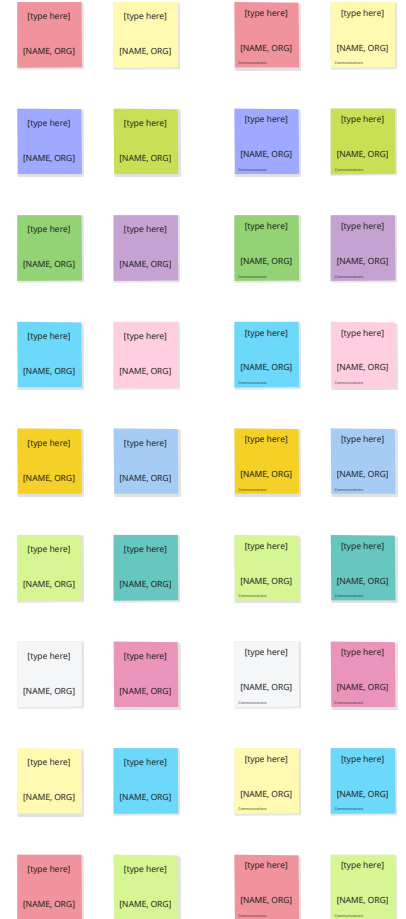 [type here]
[NAME, ORG]
[type here]
[NAME, ORG]
[type here]
[NAME, ORG]
Communications
[type here]
[NAME, ORG]
Communications
[type here]
[NAME, ORG]
[type here]
[NAME, ORG]
[type here]
[NAME, ORG]
Communications
[type here]
[NAME, ORG]
Communications
[type here]
[NAME, ORG]
[type here]
[NAME, ORG]
[type here]
[NAME, ORG]
Communications
[type here]
[NAME, ORG]
Communications
[type here]
[NAME, ORG]
[type here]
[NAME, ORG]
[type here]
[NAME, ORG]
Communications
[type here]
[NAME, ORG]
Communications
[type here]
[NAME, ORG]
[type here]
[NAME, ORG]
[type here]
[NAME, ORG]
Communications
[type here]
[NAME, ORG]
Communications
[type here]
[NAME, ORG]
[type here]
[NAME, ORG]
[type here]
[NAME, ORG]
Communications
[type here]
[NAME, ORG]
Communications
[type here]
[NAME, ORG]
[type here]
[NAME, ORG]
[type here]
[NAME, ORG]
Communications
[type here]
[NAME, ORG]
Communications
[type here]
[NAME, ORG]
[type here]
[NAME, ORG]
[type here]
[NAME, ORG]
Communications
[type here]
[NAME, ORG]
Communications
[type here]
[NAME, ORG]
[type here]
[NAME, ORG]
[type here]
[NAME, ORG]
Communications
[type here]
[NAME, ORG]
Communications